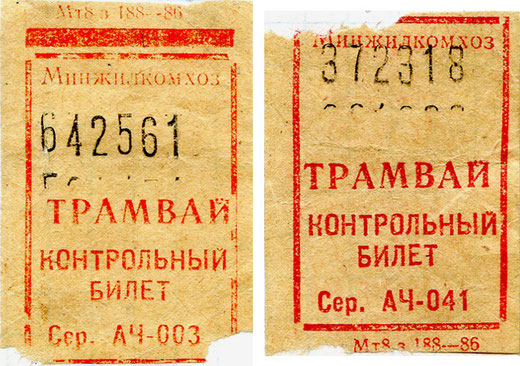 Мт8 з 188--86
Минжилкомхоз
642561
ТРАМВАЙ
КОНТРОЛЬНЫЙ
БИЛЕТ
Сер. АЧ-003
Минжилкомхоз
372318
ТРАМВАЙ
КОНТРОЛЬНЫЙ
БИЛЕТ
Сер. АЧ-041
Мт8 з 188--86